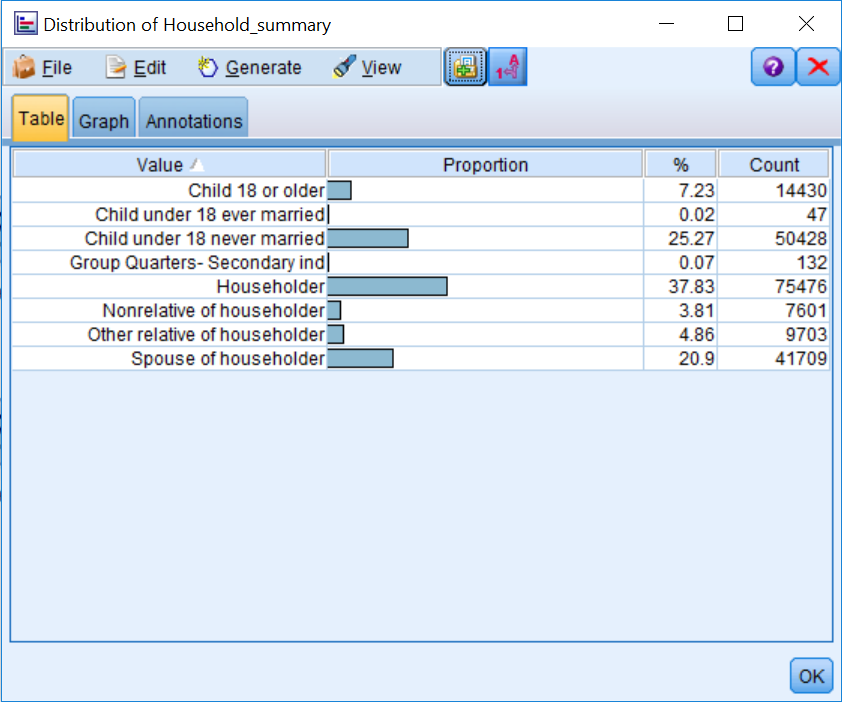 Distribution of Household_summary
File Edit Generate View
Table Graph Annotations
Value Proportion % Count
Child 18 or older 7.23 14430
Child under 18 ever married 0.02 47
Child under 18 never married 25.27 50428
Group Quarters- Secondary ind 0.07 132
Householder 37.83 75476
Nonrelative of householder 3.81 7601
Other relative of householder 4.86 9703
Spouse of householder 20.9 41709
OK